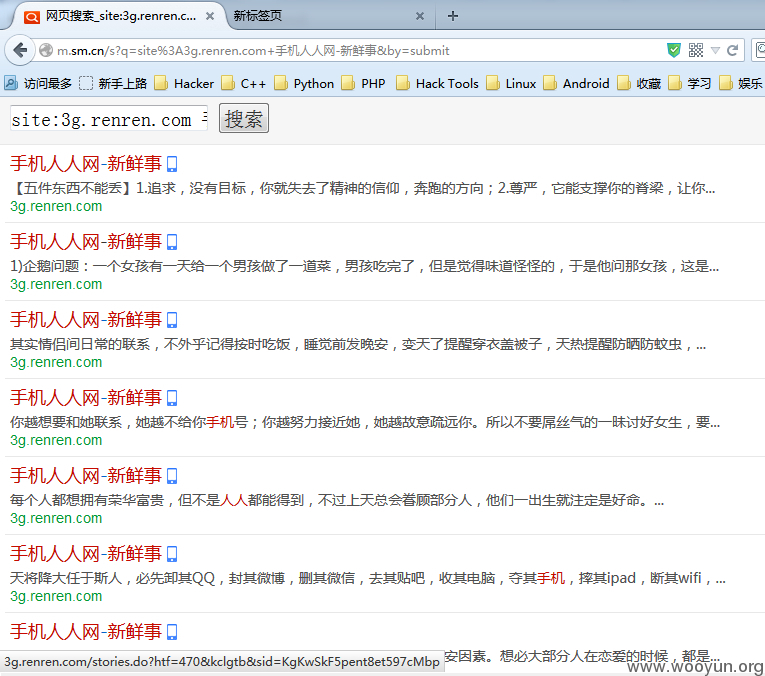 网页搜索_site:3g.renren.c... × 新标签页 × +
m.sm.cn/s?q=site%3A3g.renren.com+手机人人网-新鲜事&by=submit
访问最多 新手上路 Hacker C++ Python PHP Hack Tools Linux Android 收藏 学习 娱乐
site:3g.renren.com 搜索
手机人人网-新鲜事
【五件东西不能丢】1.追求，没有目标，你就失去了精神的信仰，奔跑的方向；2.尊严，它能支撑你的脊梁，让你...
3g.renren.com
手机人人网-新鲜事
1)企鹅问题：一个女孩有一天给一个男孩做了一道菜，男孩吃完了，但是觉得味道怪怪的，于是他问那女孩，这是...
3g.renren.com
手机人人网-新鲜事
其实情侣间日常的联系，不外乎记得按时吃饭，睡觉前发晚安，变天了提醒穿衣盖被子，天热提醒防晒防蚊虫，...
3g.renren.com
手机人人网-新鲜事
你越想要和她联系，她越不给你手机号；你越努力接近她，她越故意疏远你。所以不要屌丝气的一昧讨好女生，要...
3g.renren.com
手机人人网-新鲜事
每个人都想拥有荣华富贵，但不是人人都能得到，不过上天总会眷顾部分人，他们一出生就注定是好命。...
3g.renren.com
手机人人网-新鲜事
天将降大任于斯人，必先卸其QQ，封其微博，删其微信，去其贴吧，收其电脑，夺其手机，摔其ipad，断其wifi，...
3g.renren.com
手机人人网-新鲜事
安因素。想必大部分人在恋爱的时候，都是...
3g.renren.com/stories.do?htf=470&kclgtb&sid=KgKwSkF5pent8et597cMbp
www.wooyun.org